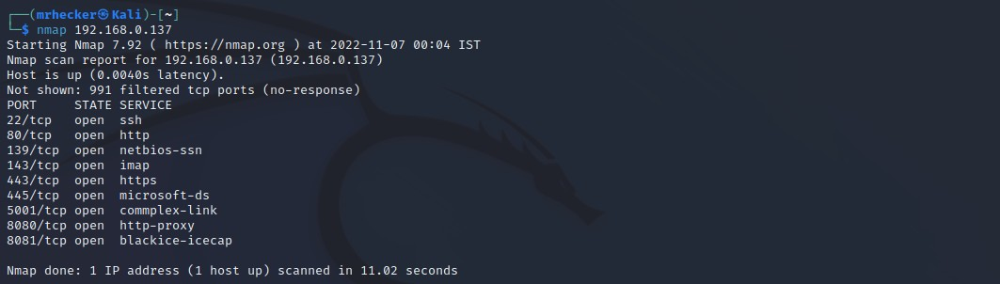 ┌──(mrhecker㉿Kali)-[~]
└─$ nmap 192.168.0.137
Starting Nmap 7.92 ( https://nmap.org ) at 2022-11-07 00:04 IST
Nmap scan report for 192.168.0.137 (192.168.0.137)
Host is up (0.0040s latency).
Not shown: 991 filtered tcp ports (no-response)
PORT     STATE SERVICE
22/tcp   open  ssh
80/tcp   open  http
139/tcp  open  netbios-ssn
143/tcp  open  imap
443/tcp  open  https
445/tcp  open  microsoft-ds
5001/tcp open  commplex-link
8080/tcp open  http-proxy
8081/tcp open  blackice-icecap
Nmap done: 1 IP address (1 host up) scanned in 11.02 seconds